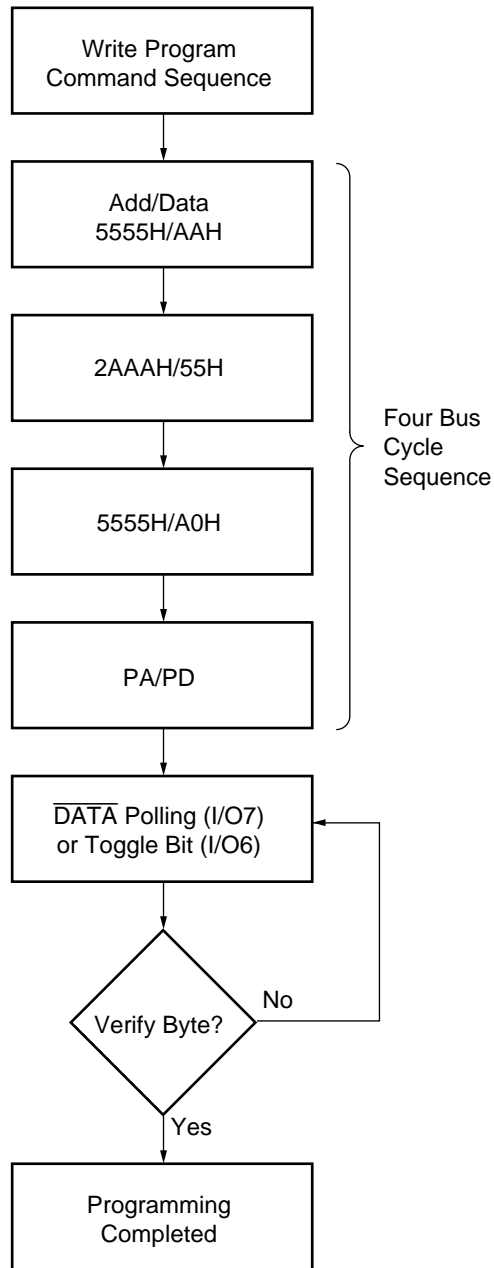 Write Program
Command Sequence
Add/Data
5555H/AAH
2AAAH/55H
5555H/A0H
PA/PD
Four Bus
Cycle
Sequence
DATA Polling (I/O7)
or Toggle Bit (I/O6)
Verify Byte?
No
Yes
Programming
Completed